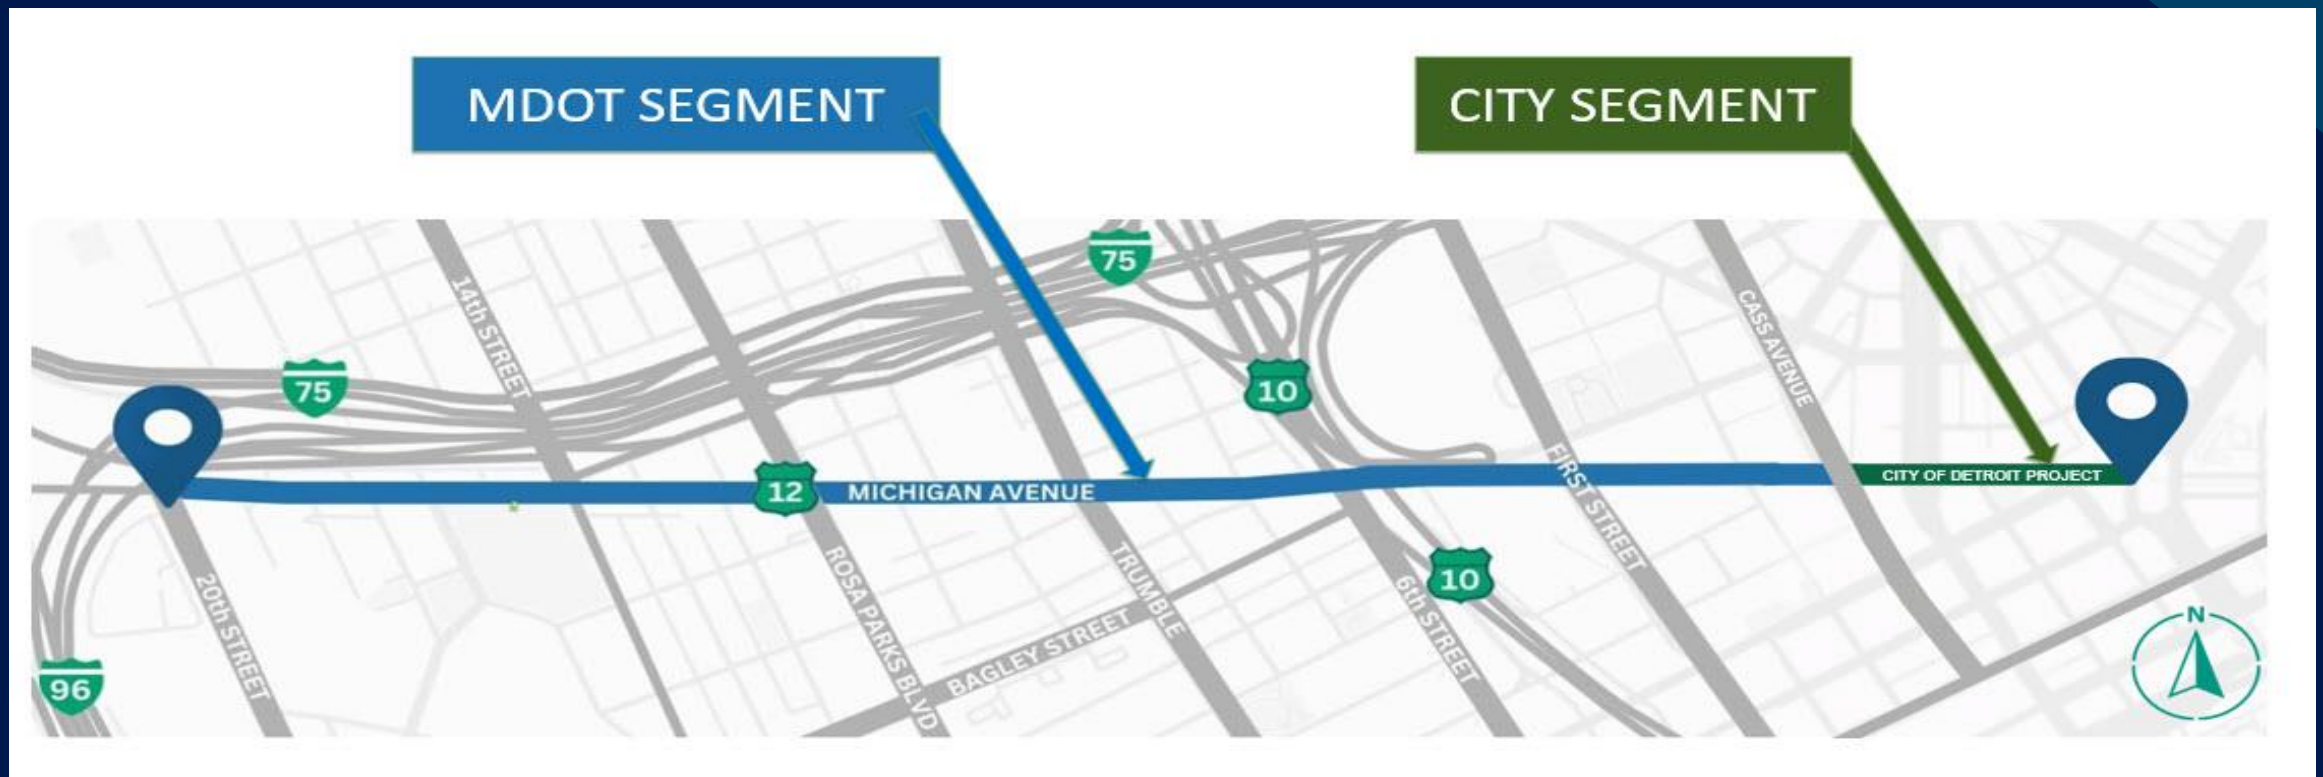 MDOT SEGMENT
CITY SEGMENT
75
14th STREET
CASS AVENUE
75
10
FIRST STREET
CITY OF DETROIT PROJECT
12
MICHIGAN AVENUE
20th STREET
ROSA PARKS BLVD
TRUMBLE
BAGLEY STREET
6th STREET
10
N
96